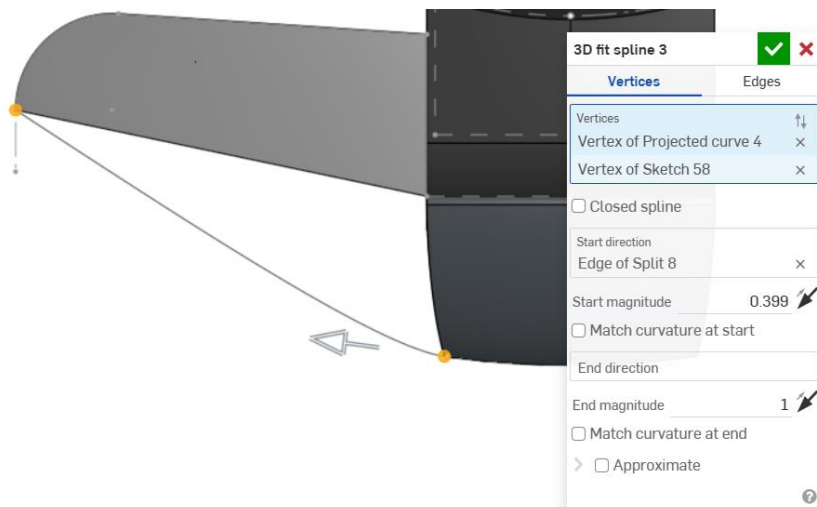 3D fit spline 3
Vertices Edges
Vertices
Vertex of Projected curve 4
Vertex of Sketch 58
Closed spline
Start direction
Edge of Split 8
Start magnitude 0.399
Match curvature at start
End direction
End magnitude 1
Match curvature at end
Approximate